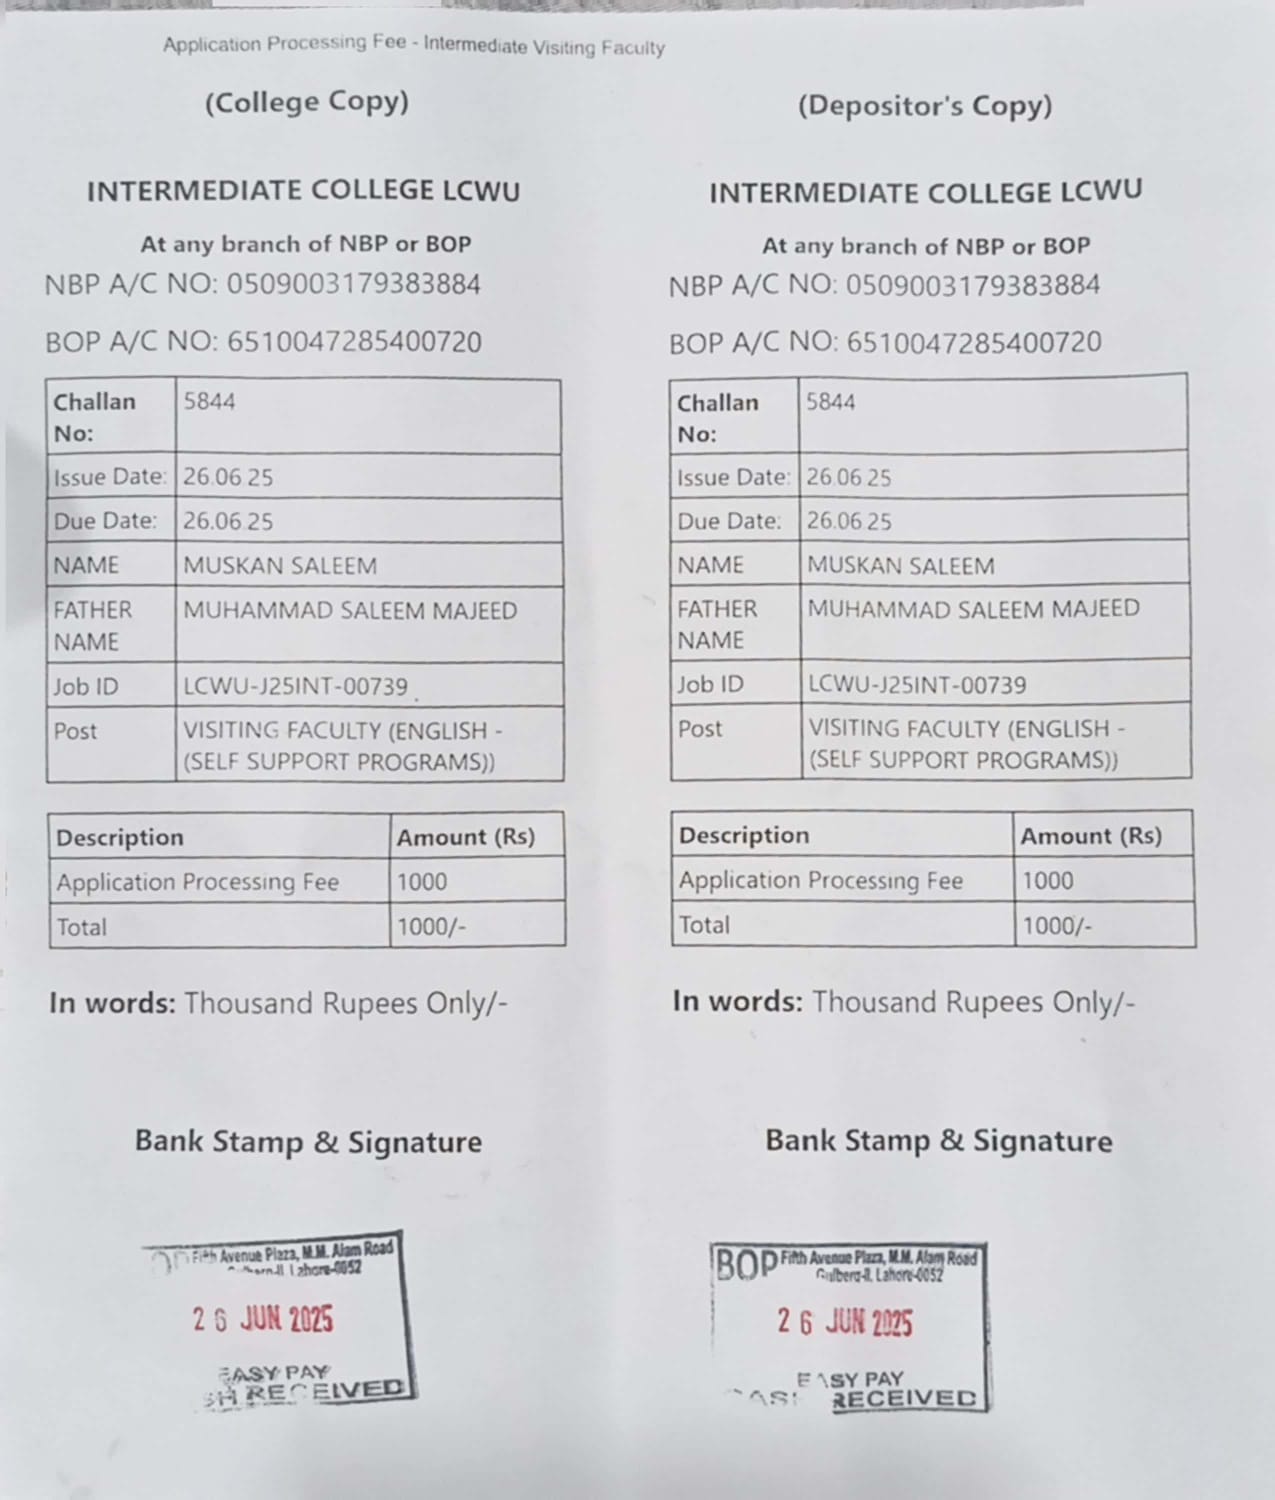 Application Processing Fee - Intermediate Visiting Faculty
(College Copy)
INTERMEDIATE COLLEGE LCWU
At any branch of NBP or BOP
NBP A/C NO: 0509003179383884
BOP A/C NO: 6510047285400720
Challan No: 5844
Issue Date: 26.06.25
Due Date: 26.06.25
NAME MUSKAN SALEEM
FATHER NAME MUHAMMAD SALEEM MAJEED
Job ID LCWU-J25INT-00739
Post VISITING FACULTY (ENGLISH -
(SELF SUPPORT PROGRAMS))
Description Amount (Rs)
Application Processing Fee 1000
Total 1000/-
In words: Thousand Rupees Only/-
Bank Stamp & Signature
Fifth Avenue Plaza, M.M. Alam Road
Lahore-0052
26 JUN 2025
EASY PAY
RECEIVED
(Depositor's Copy)
INTERMEDIATE COLLEGE LCWU
At any branch of NBP or BOP
NBP A/C NO: 0509003179383884
BOP A/C NO: 6510047285400720
Challan No: 5844
Issue Date: 26.06.25
Due Date: 26.06.25
NAME MUSKAN SALEEM
FATHER NAME MUHAMMAD SALEEM MAJEED
Job ID LCWU-J25INT-00739
Post VISITING FACULTY (ENGLISH -
(SELF SUPPORT PROGRAMS))
Description Amount (Rs)
Application Processing Fee 1000
Total 1000/-
In words: Thousand Rupees Only/-
Bank Stamp & Signature
BOP Fifth Avenue Plaza, M.M. Alam Road
Gulberg-II, Lahore-0052
26 JUN 2025
EASY PAY
CASH RECEIVED